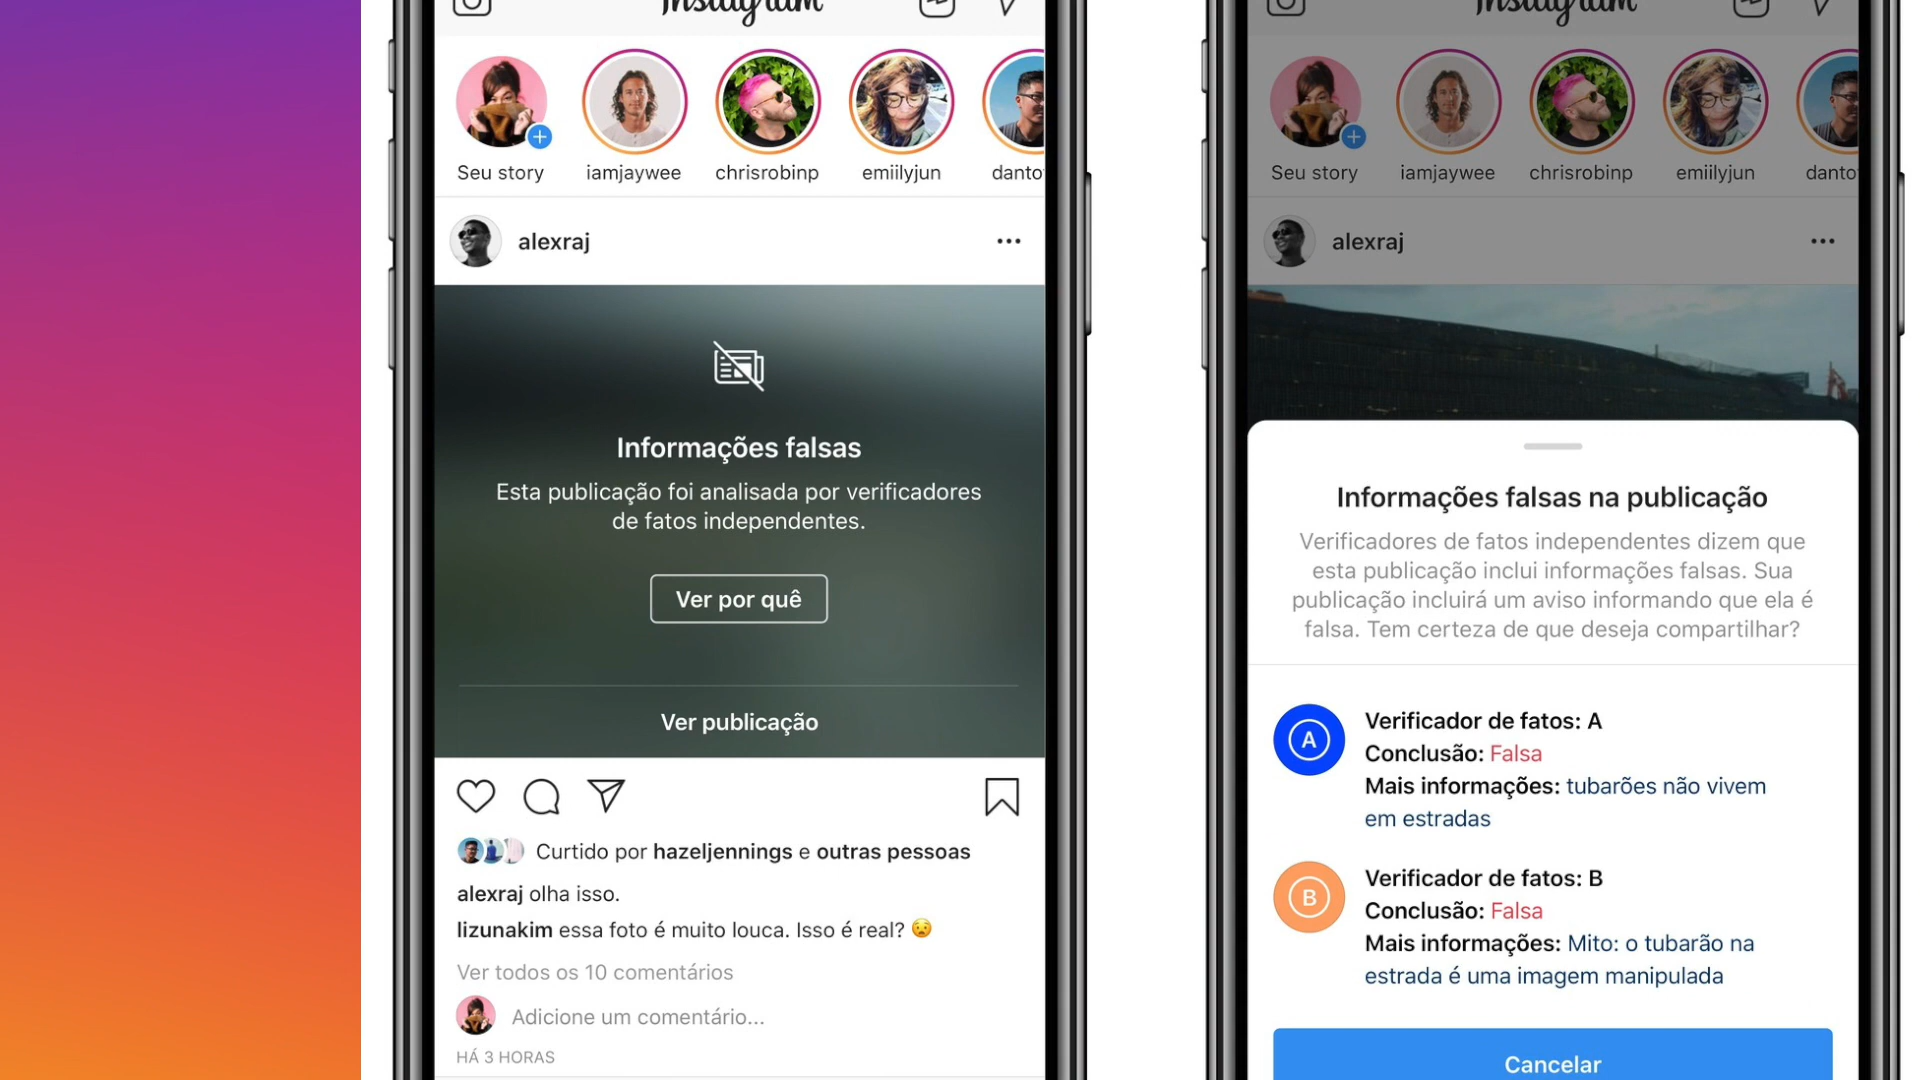 Instagram
Seu story
iamjaywee
chrisrobinp
emiilyjun
danto
alexraj
Informações falsas
Esta publicação foi analisada por verificadores
de fatos independentes.
Ver por quê
Ver publicação
Curtido por hazeljennings e outras pessoas
alexraj olha isso.
lizunakim essa foto é muito louca. Isso é real? 😧
Ver todos os 10 comentários
Adicione um comentário...
HÁ 3 HORAS
Instagram
Seu story
iamjaywee
chrisrobinp
emiilyjun
danto
alexraj
Informações falsas na publicação
Verificadores de fatos independentes dizem que
esta publicação inclui informações falsas. Sua
publicação incluirá um aviso informando que ela é
falsa. Tem certeza de que deseja compartilhar?
A
Verificador de fatos: A
Conclusão: Falsa
Mais informações: tubarões não vivem
em estradas
B
Verificador de fatos: B
Conclusão: Falsa
Mais informações: Mito: o tubarão na
estrada é uma imagem manipulada
Cancelar